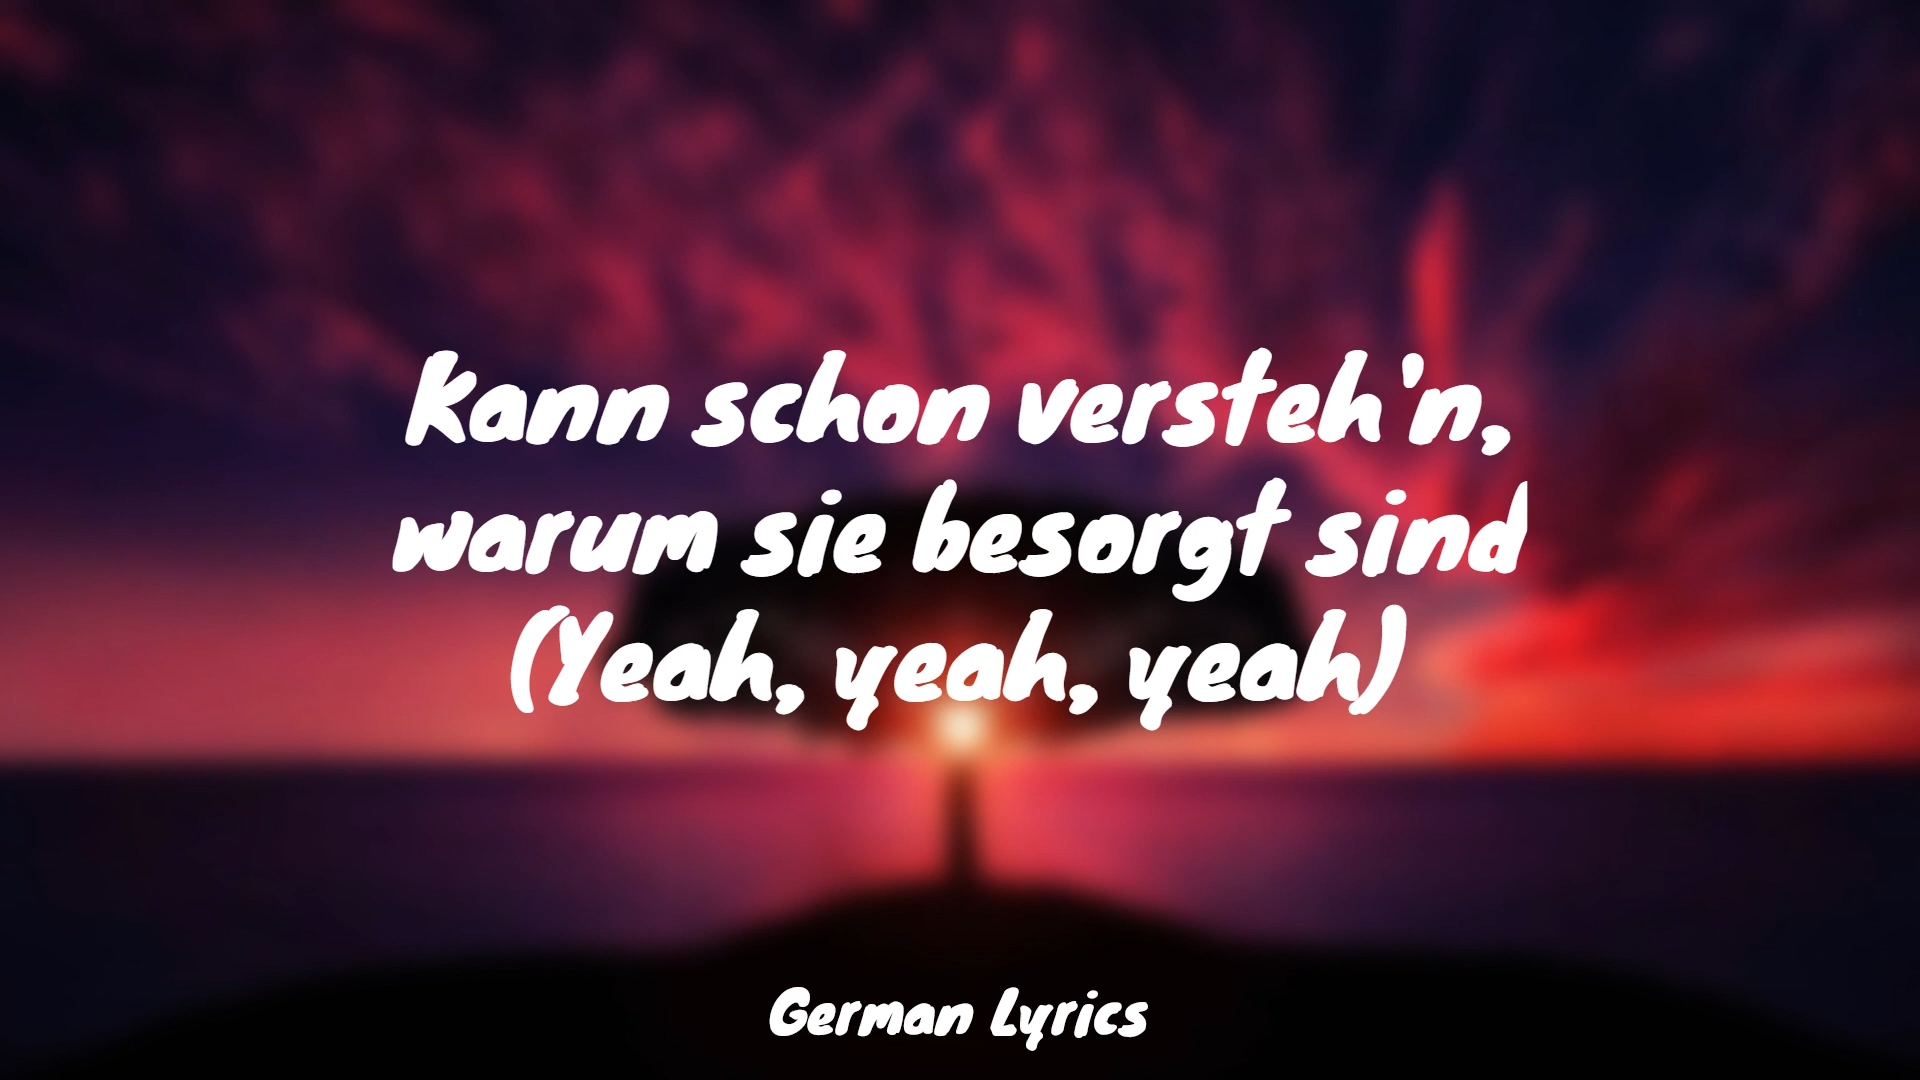 Kann schon versteh'n,
warum sie besorgt sind
(Yeah, yeah, yeah)
German Lyrics